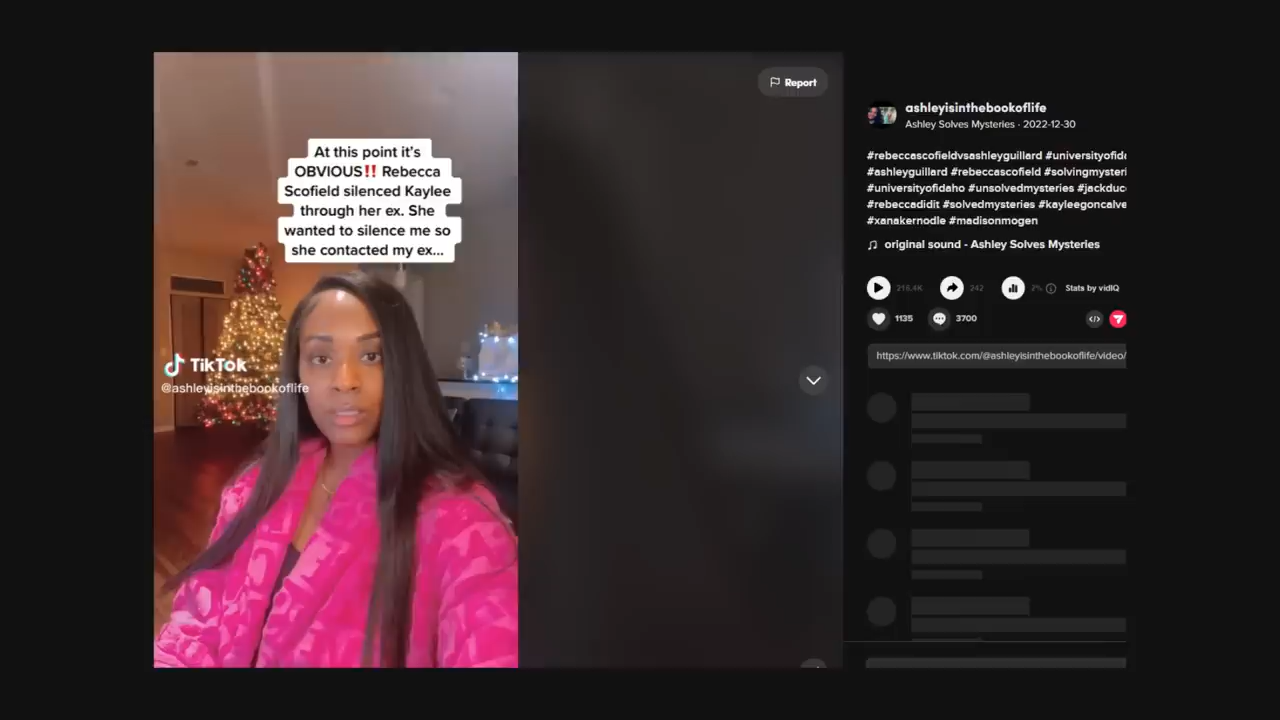 Report
At this point it's
OBVIOUS‼️ Rebecca
Scofield silenced Kaylee
through her ex. She
wanted to silence me so
she contacted my ex...
TikTok
@ashleyisinthebookoflife
ashleyisinthebookoflife
Ashley Solves Mysteries · 2022-12-30
#rebeccascofieldvsashleyguillard #universityofida
#ashleyguillard #rebeccascofield #solvingmysteri
#universityofidaho #unsolvedmysteries #jackduc
#rebeccadidit #solvedmysteries #kayleegoncalve
#xanakernodle #madisonmogen
original sound - Ashley Solves Mysteries
242
Stats by vidIQ
1135
3700
https://www.tiktok.com/@ashleyisinthebookoflife/video/